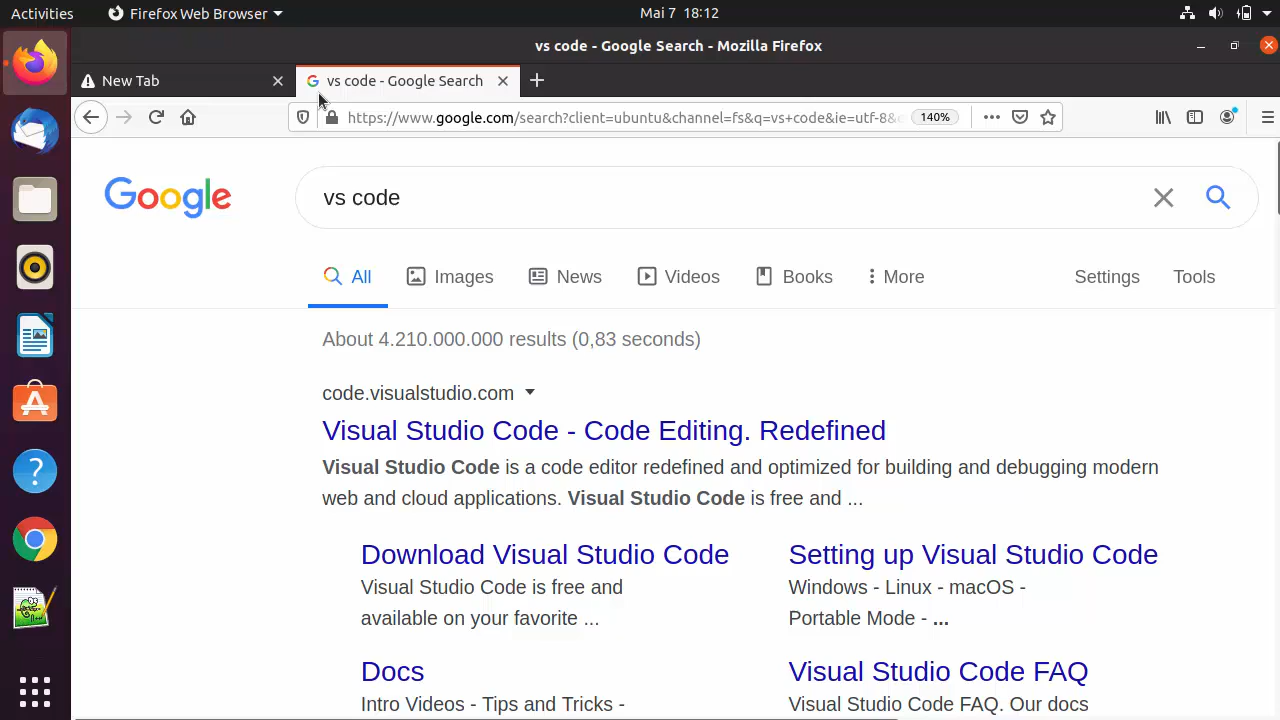 Activities
Firefox Web Browser
Mai 7 18:12
vs code - Google Search - Mozilla Firefox
New Tab
vs code - Google Search
https://www.google.com/search?client=ubuntu&channel=fs&q=vs+code&ie=utf-8&
140%
Google
vs code
All
Images
News
Videos
Books
More
Settings
Tools
About 4.210.000.000 results (0,83 seconds)
code.visualstudio.com
Visual Studio Code - Code Editing. Redefined
Visual Studio Code is a code editor redefined and optimized for building and debugging modern
web and cloud applications. Visual Studio Code is free and ...
Download Visual Studio Code
Visual Studio Code is free and
available on your favorite ...
Setting up Visual Studio Code
Windows - Linux - macOS -
Portable Mode - ...
Docs
Intro Videos - Tips and Tricks -
Visual Studio Code FAQ
Visual Studio Code FAQ. Our docs